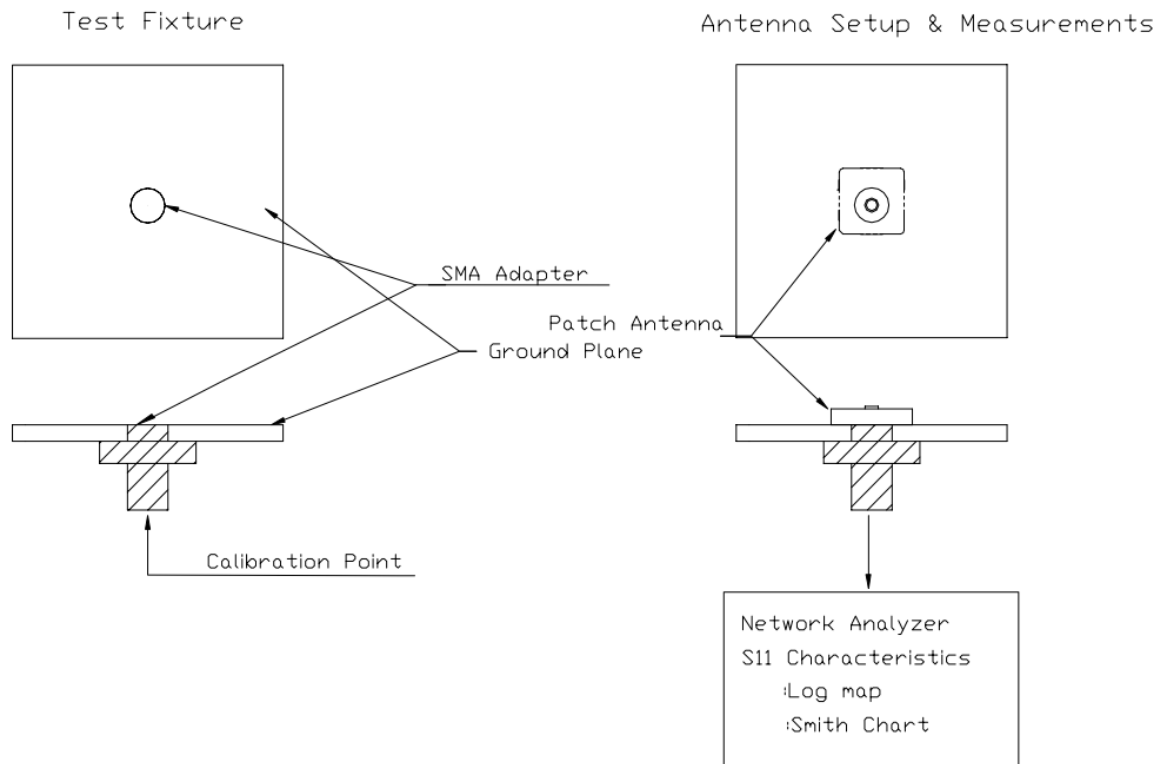 Test Fixture
Antenna Setup & Measurements
SMA Adapter
Patch Antenna
Ground Plane
Calibration Point
Network Analyzer
S11 Characteristics
:Log map
:Smith Chart